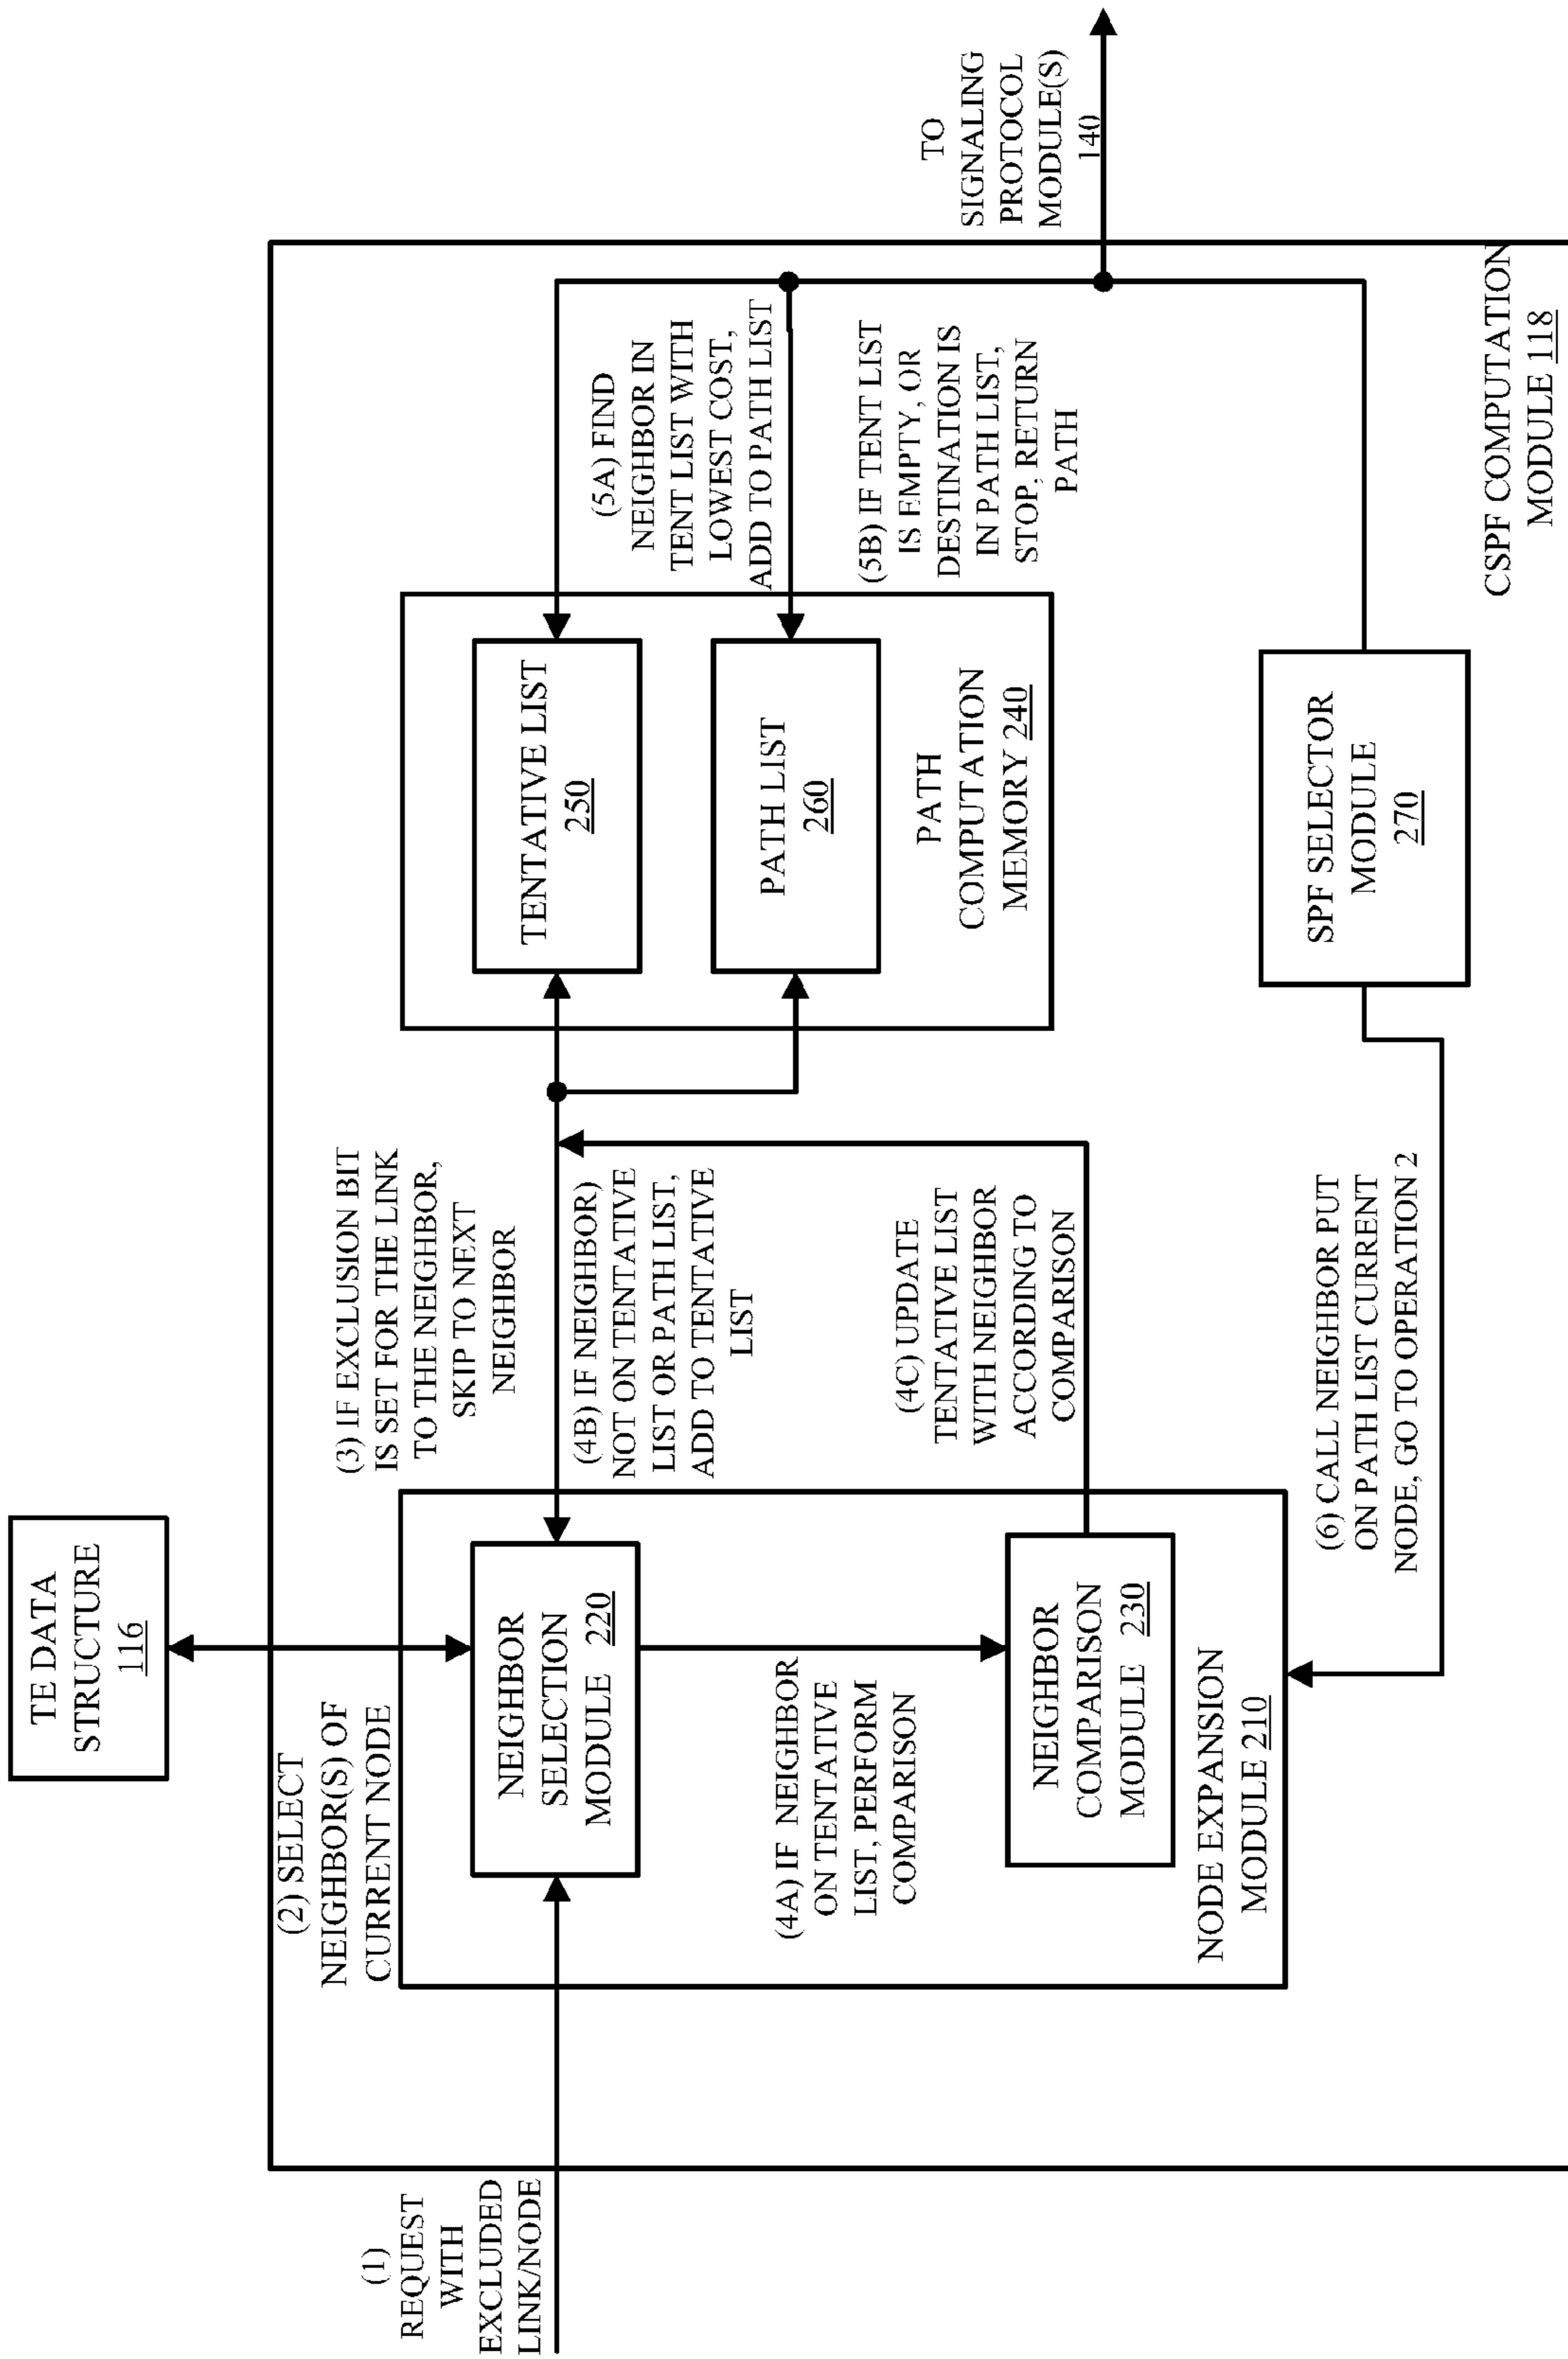 TE DATA
STRUCTURE
116
(2) SELECT
NEIGHBOR(S) OF
CURRENT NODE
(1)
REQUEST
WITH
EXCLUDED
LINK/NODE
NEIGHBOR
SELECTION
MODULE 220
(3) IF EXCLUSION BIT
IS SET FOR THE LINK
TO THE NEIGHBOR,
SKIP TO NEXT
NEIGHBOR
(4B) IF NEIGHBOR)
NOT ON TENTATIVE
LIST OR PATH LIST,
ADD TO TENTATIVE
LIST
(4A) IF NEIGHBOR
ON TENTATIVE
LIST, PERFORM
COMPARISON
(4C) UPDATE
TENTATIVE LIST
WITH NEIGHBOR
ACCORDING TO
COMPARISON
NEIGHBOR
COMPARISON
MODULE 230
NODE EXPANSION
MODULE 210
TENTATIVE LIST
250
PATH LIST
260
PATH
COMPUTATION
MEMORY 240
(5A) FIND
NEIGHBOR IN
TENT LIST WITH
LOWEST COST,
ADD TO PATH LIST
(5B) IF TENT LIST
IS EMPTY, OR
DESTINATION IS
IN PATH LIST,
STOP, RETURN
PATH
TO
SIGNALING
PROTOCOL
MODULE(S)
140
SPF SELECTOR
MODULE
270
(6) CALL NEIGHBOR PUT
ON PATH LIST CURRENT
NODE, GO TO OPERATION 2
CSPF COMPUTATION
MODULE 118